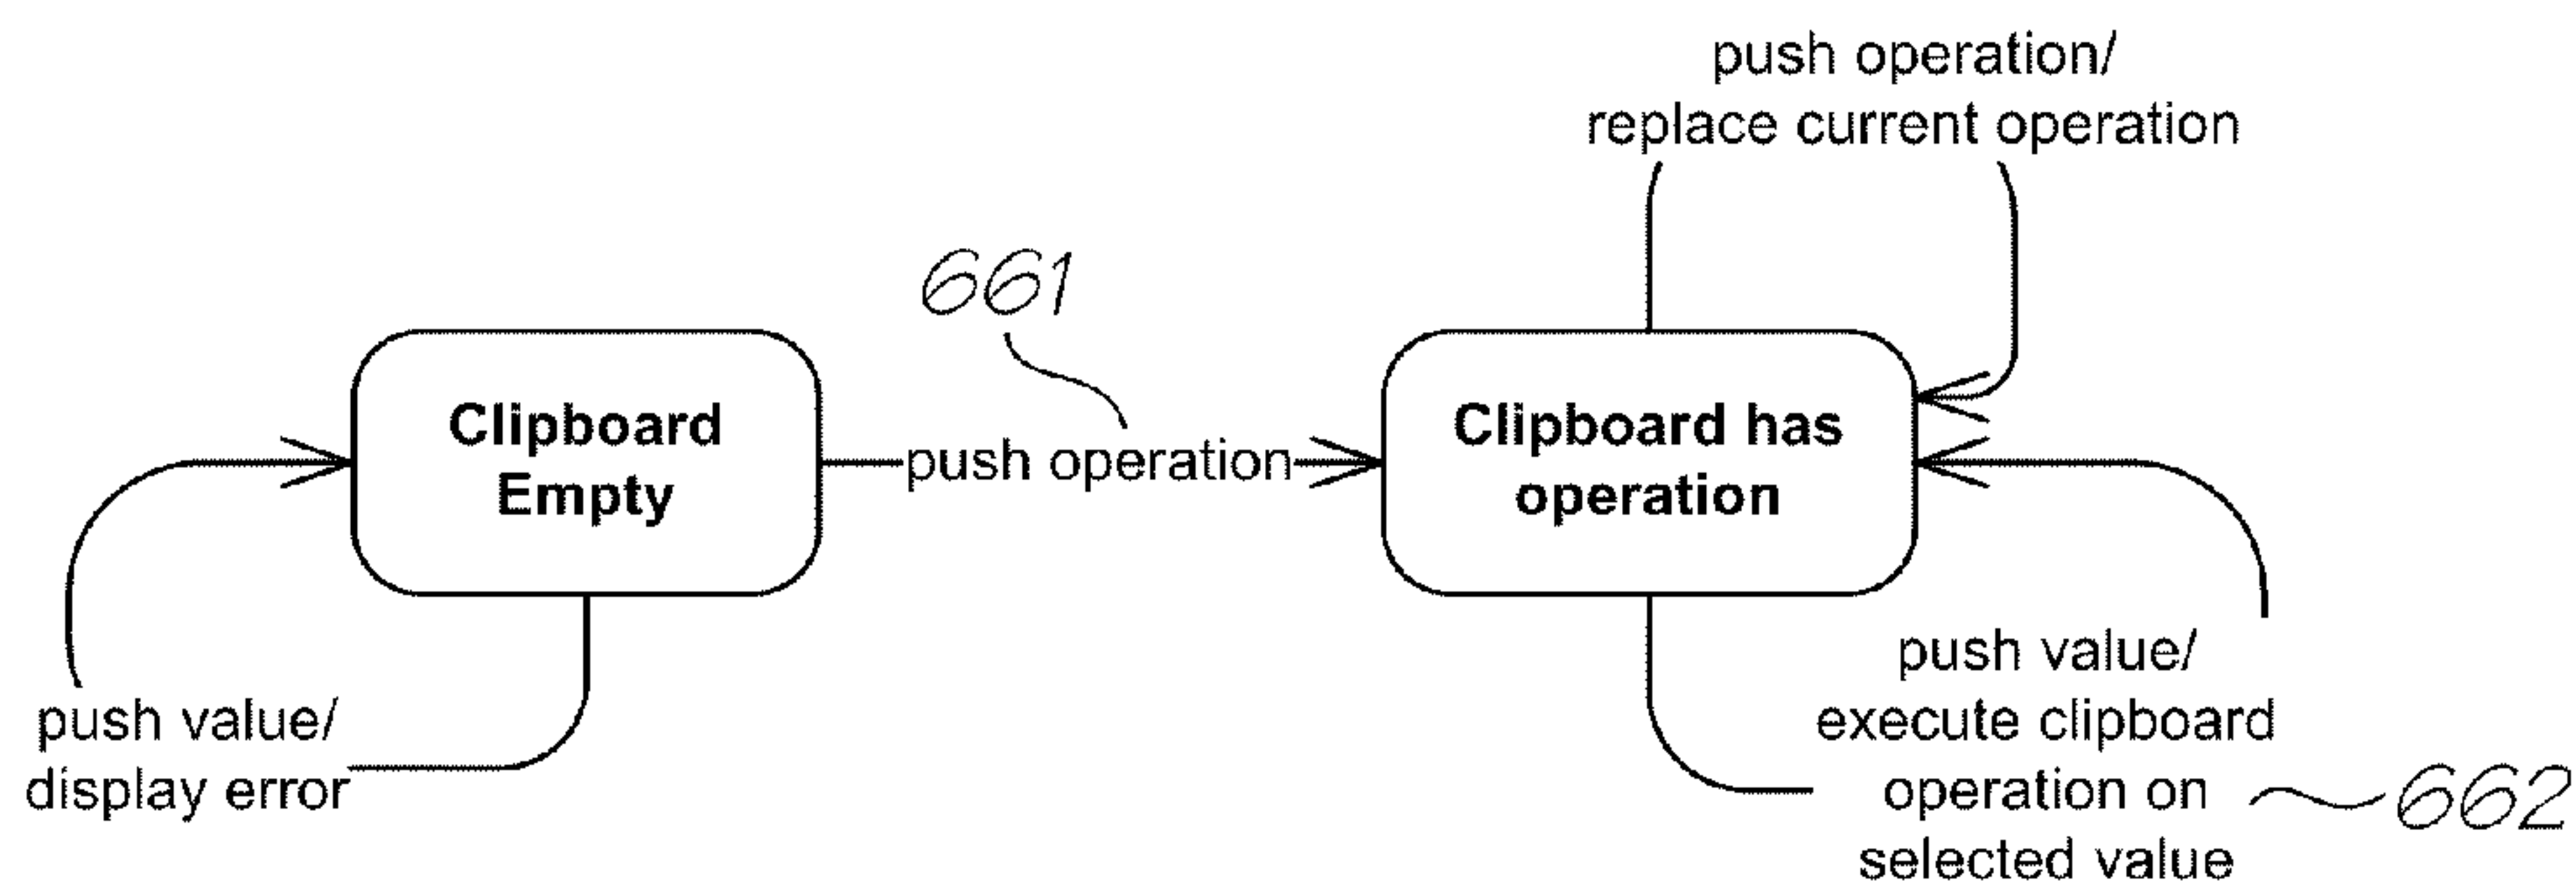 push operation/
replace current operation
661
Clipboard
Empty
push operation
Clipboard has
operation
push value/
display error
push value/
execute clipboard
operation on
selected value
662